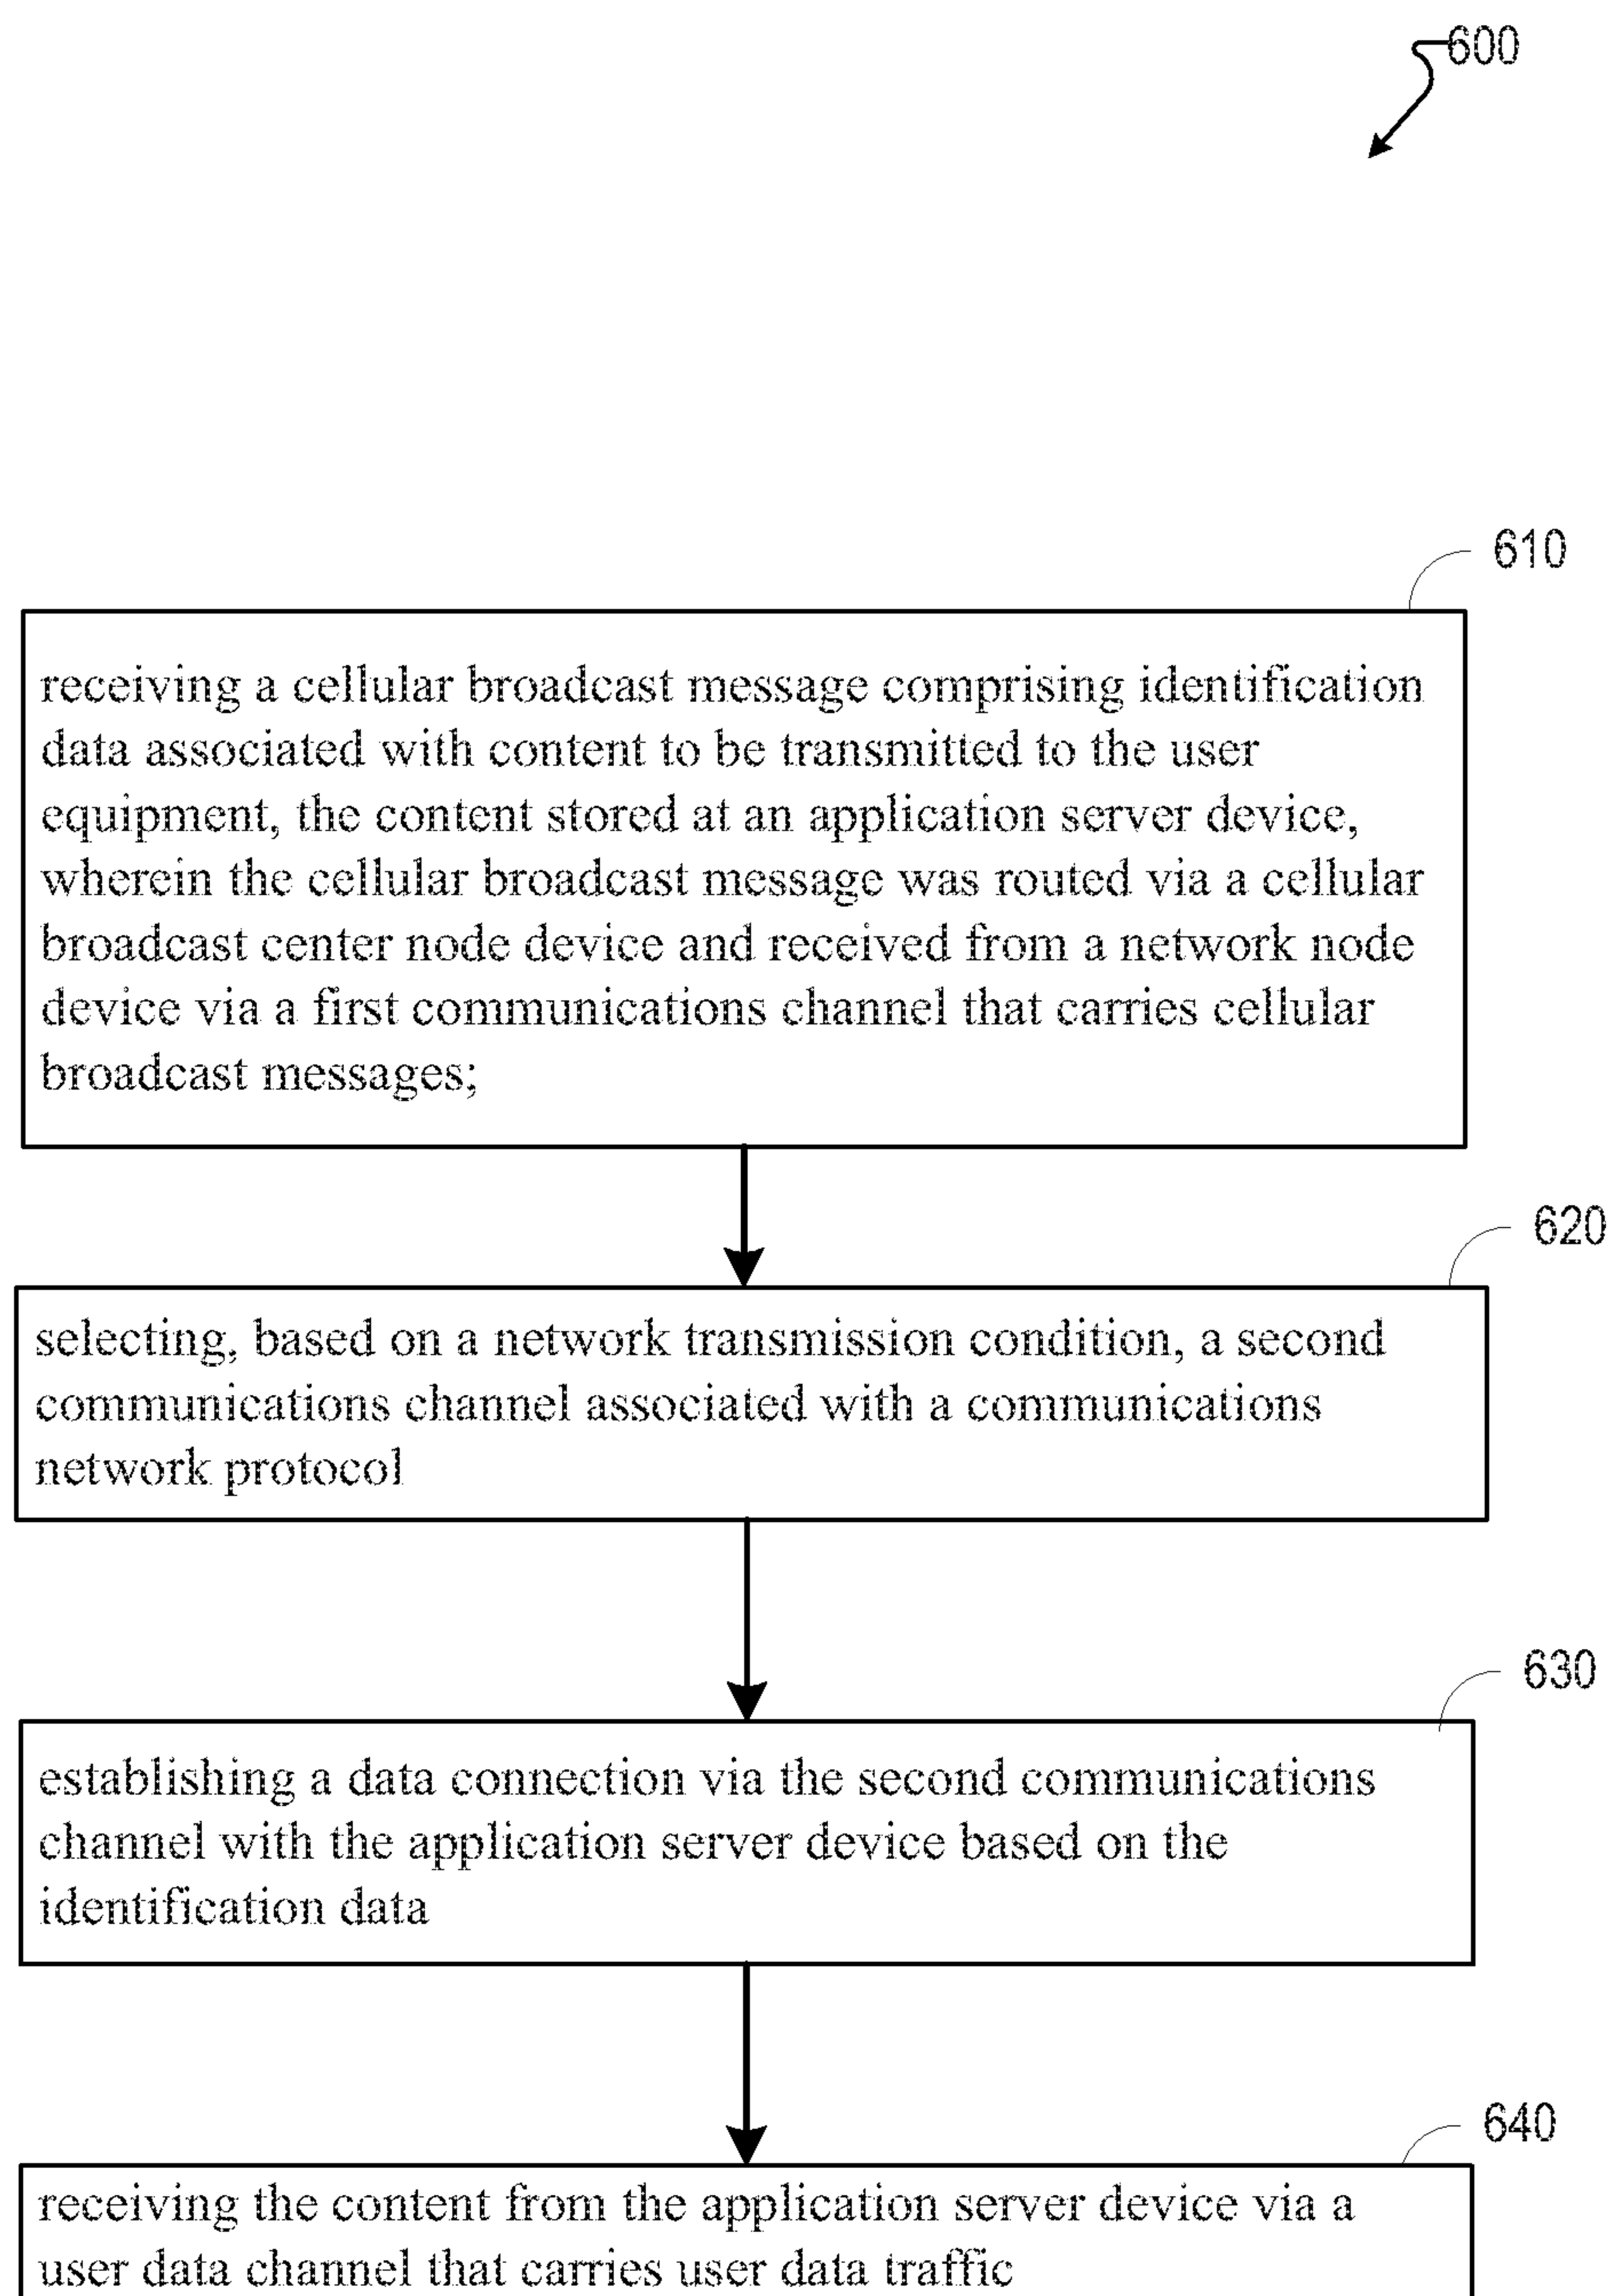 600
610
receiving a cellular broadcast message comprising identification
data associated with content to be transmitted to the user
equipment, the content stored at an application server device,
wherein the cellular broadcast message was routed via a cellular
broadcast center node device and received from a network node
device via a first communications channel that carries cellular
broadcast messages;
620
selecting, based on a network transmission condition, a second
communications channel associated with a communications
network protocol
630
establishing a data connection via the second communications
channel with the application server device based on the
identification data
640
receiving the content from the application server device via a
user data channel that carries user data traffic